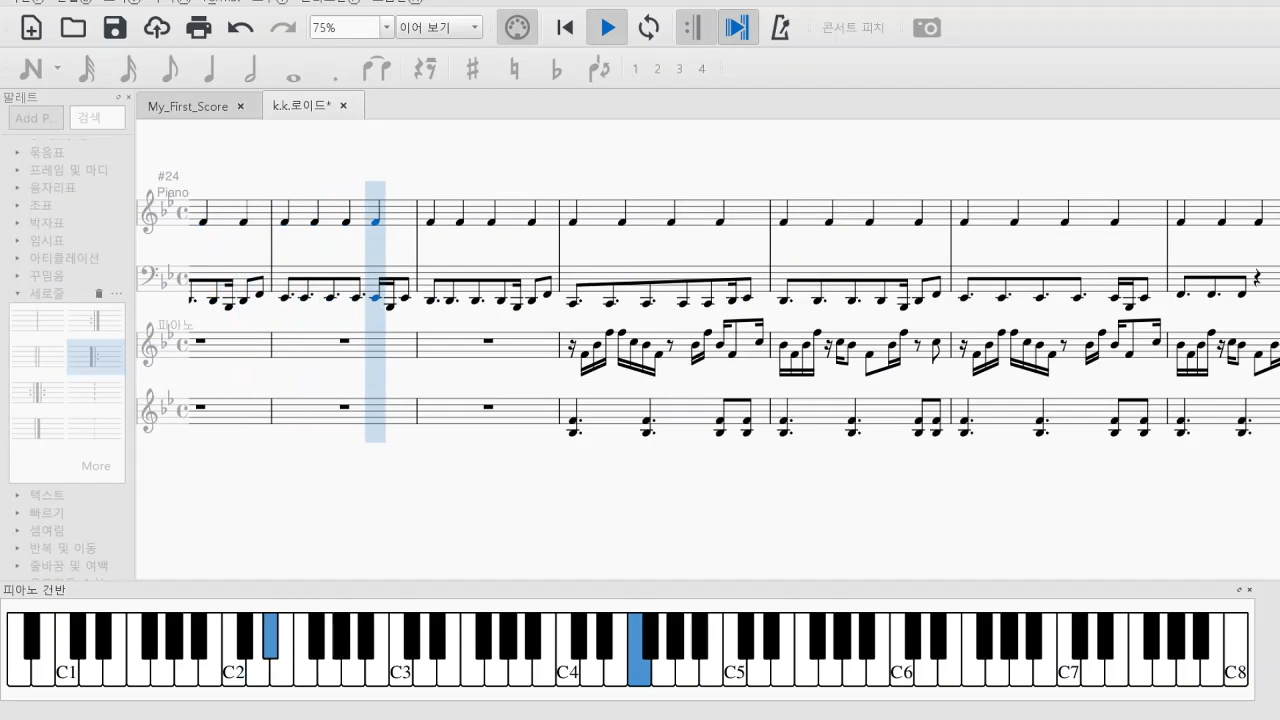 75%
이어 보기
콘서트 피치
1 2 3 4
팔레트
Add P...
검색
My_First_Score
k.k.로이드*
묶음표
프레임 및 마디
음자리표
조표
박자표
임시표
아티큘레이션
꾸밈음
세로줄
More
텍스트
빠르기
셈여림
반복 및 이동
줄바꿈 및 여백
#24
Piano
피아노
피아노 건반
C1
C2
C3
C4
C5
C6
C7
C8